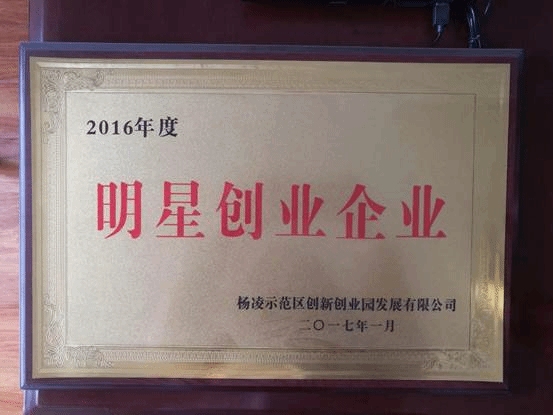 2016年度
明星创业企业
杨凌示范区创新创业园发展有限公司
二〇一七年一月